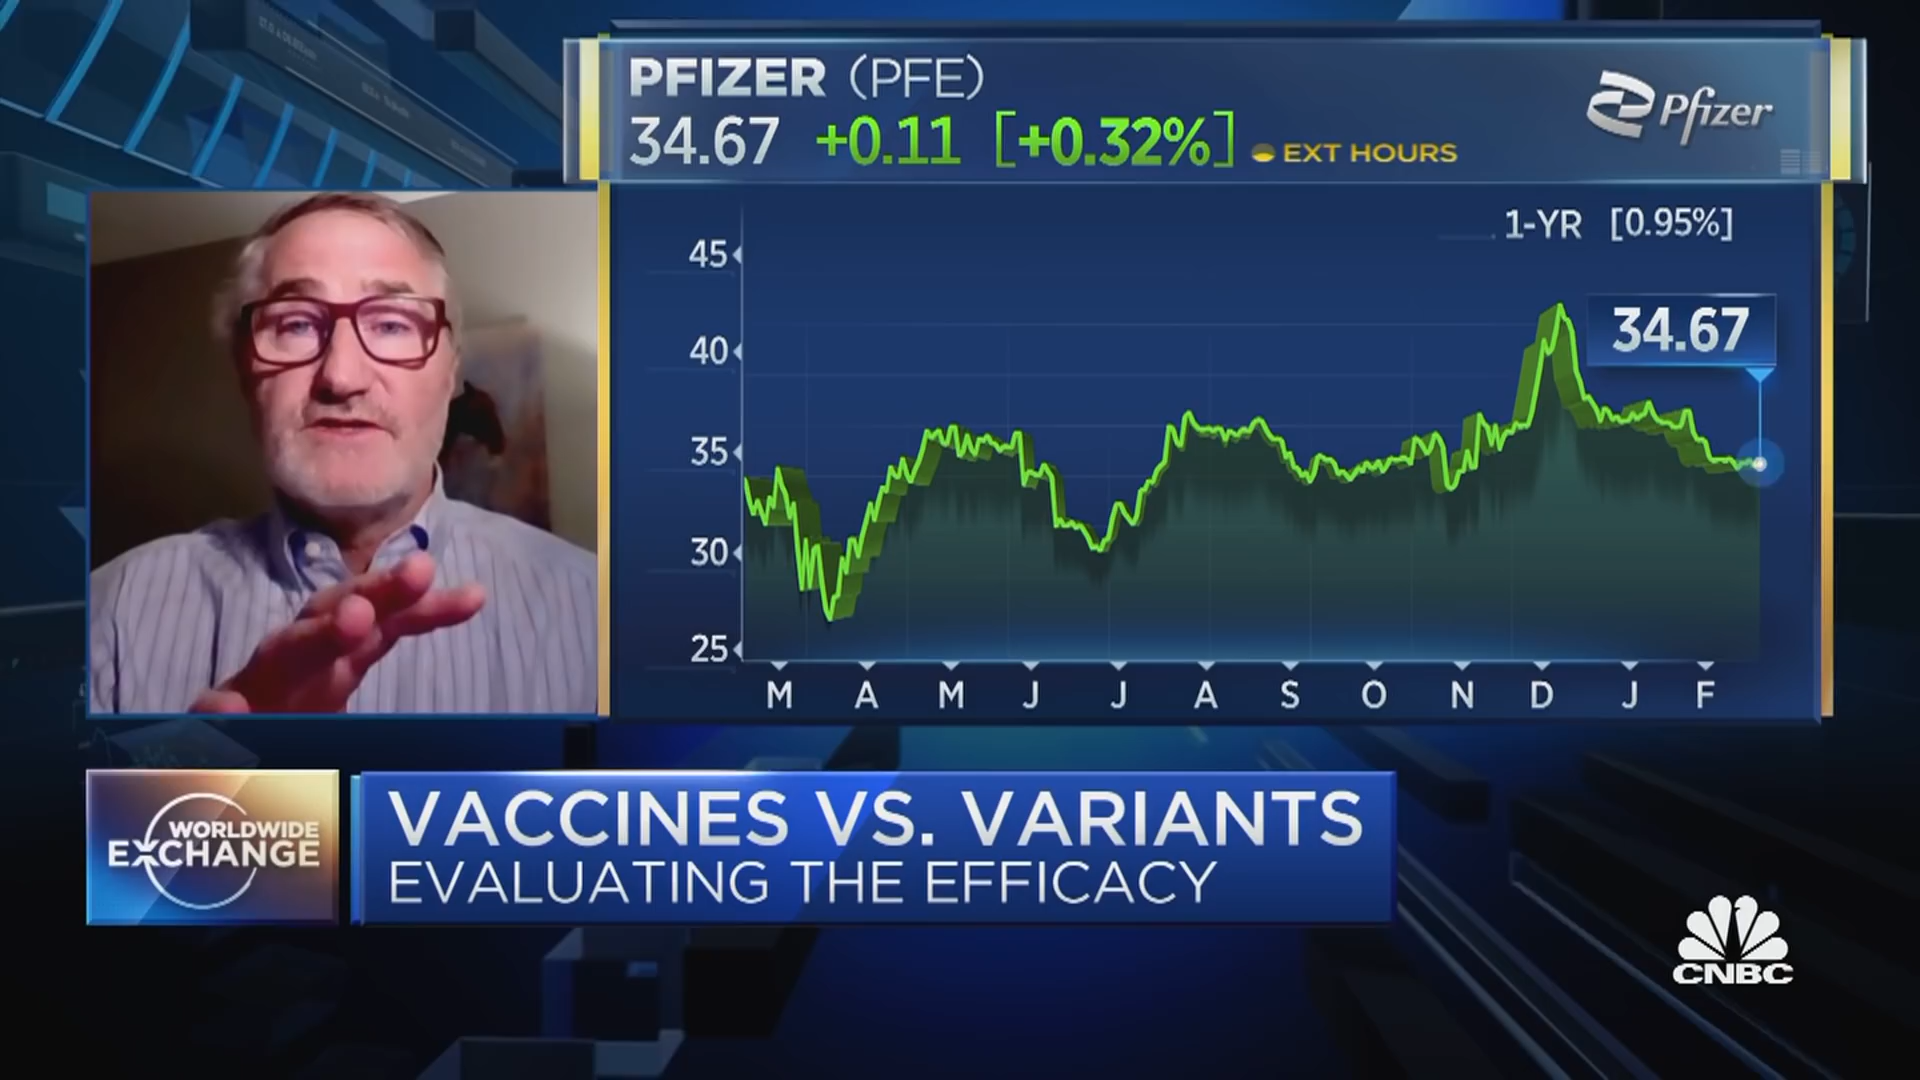 PFIZER (PFE)
34.67 +0.11 [+0.32%] EXT HOURS
Pfizer
1-YR [0.95%]
34.67
45
40
35
30
25
M A M J J A S O N D J F
WORLDWIDE
EXCHANGE
VACCINES VS. VARIANTS
EVALUATING THE EFFICACY
CNBC